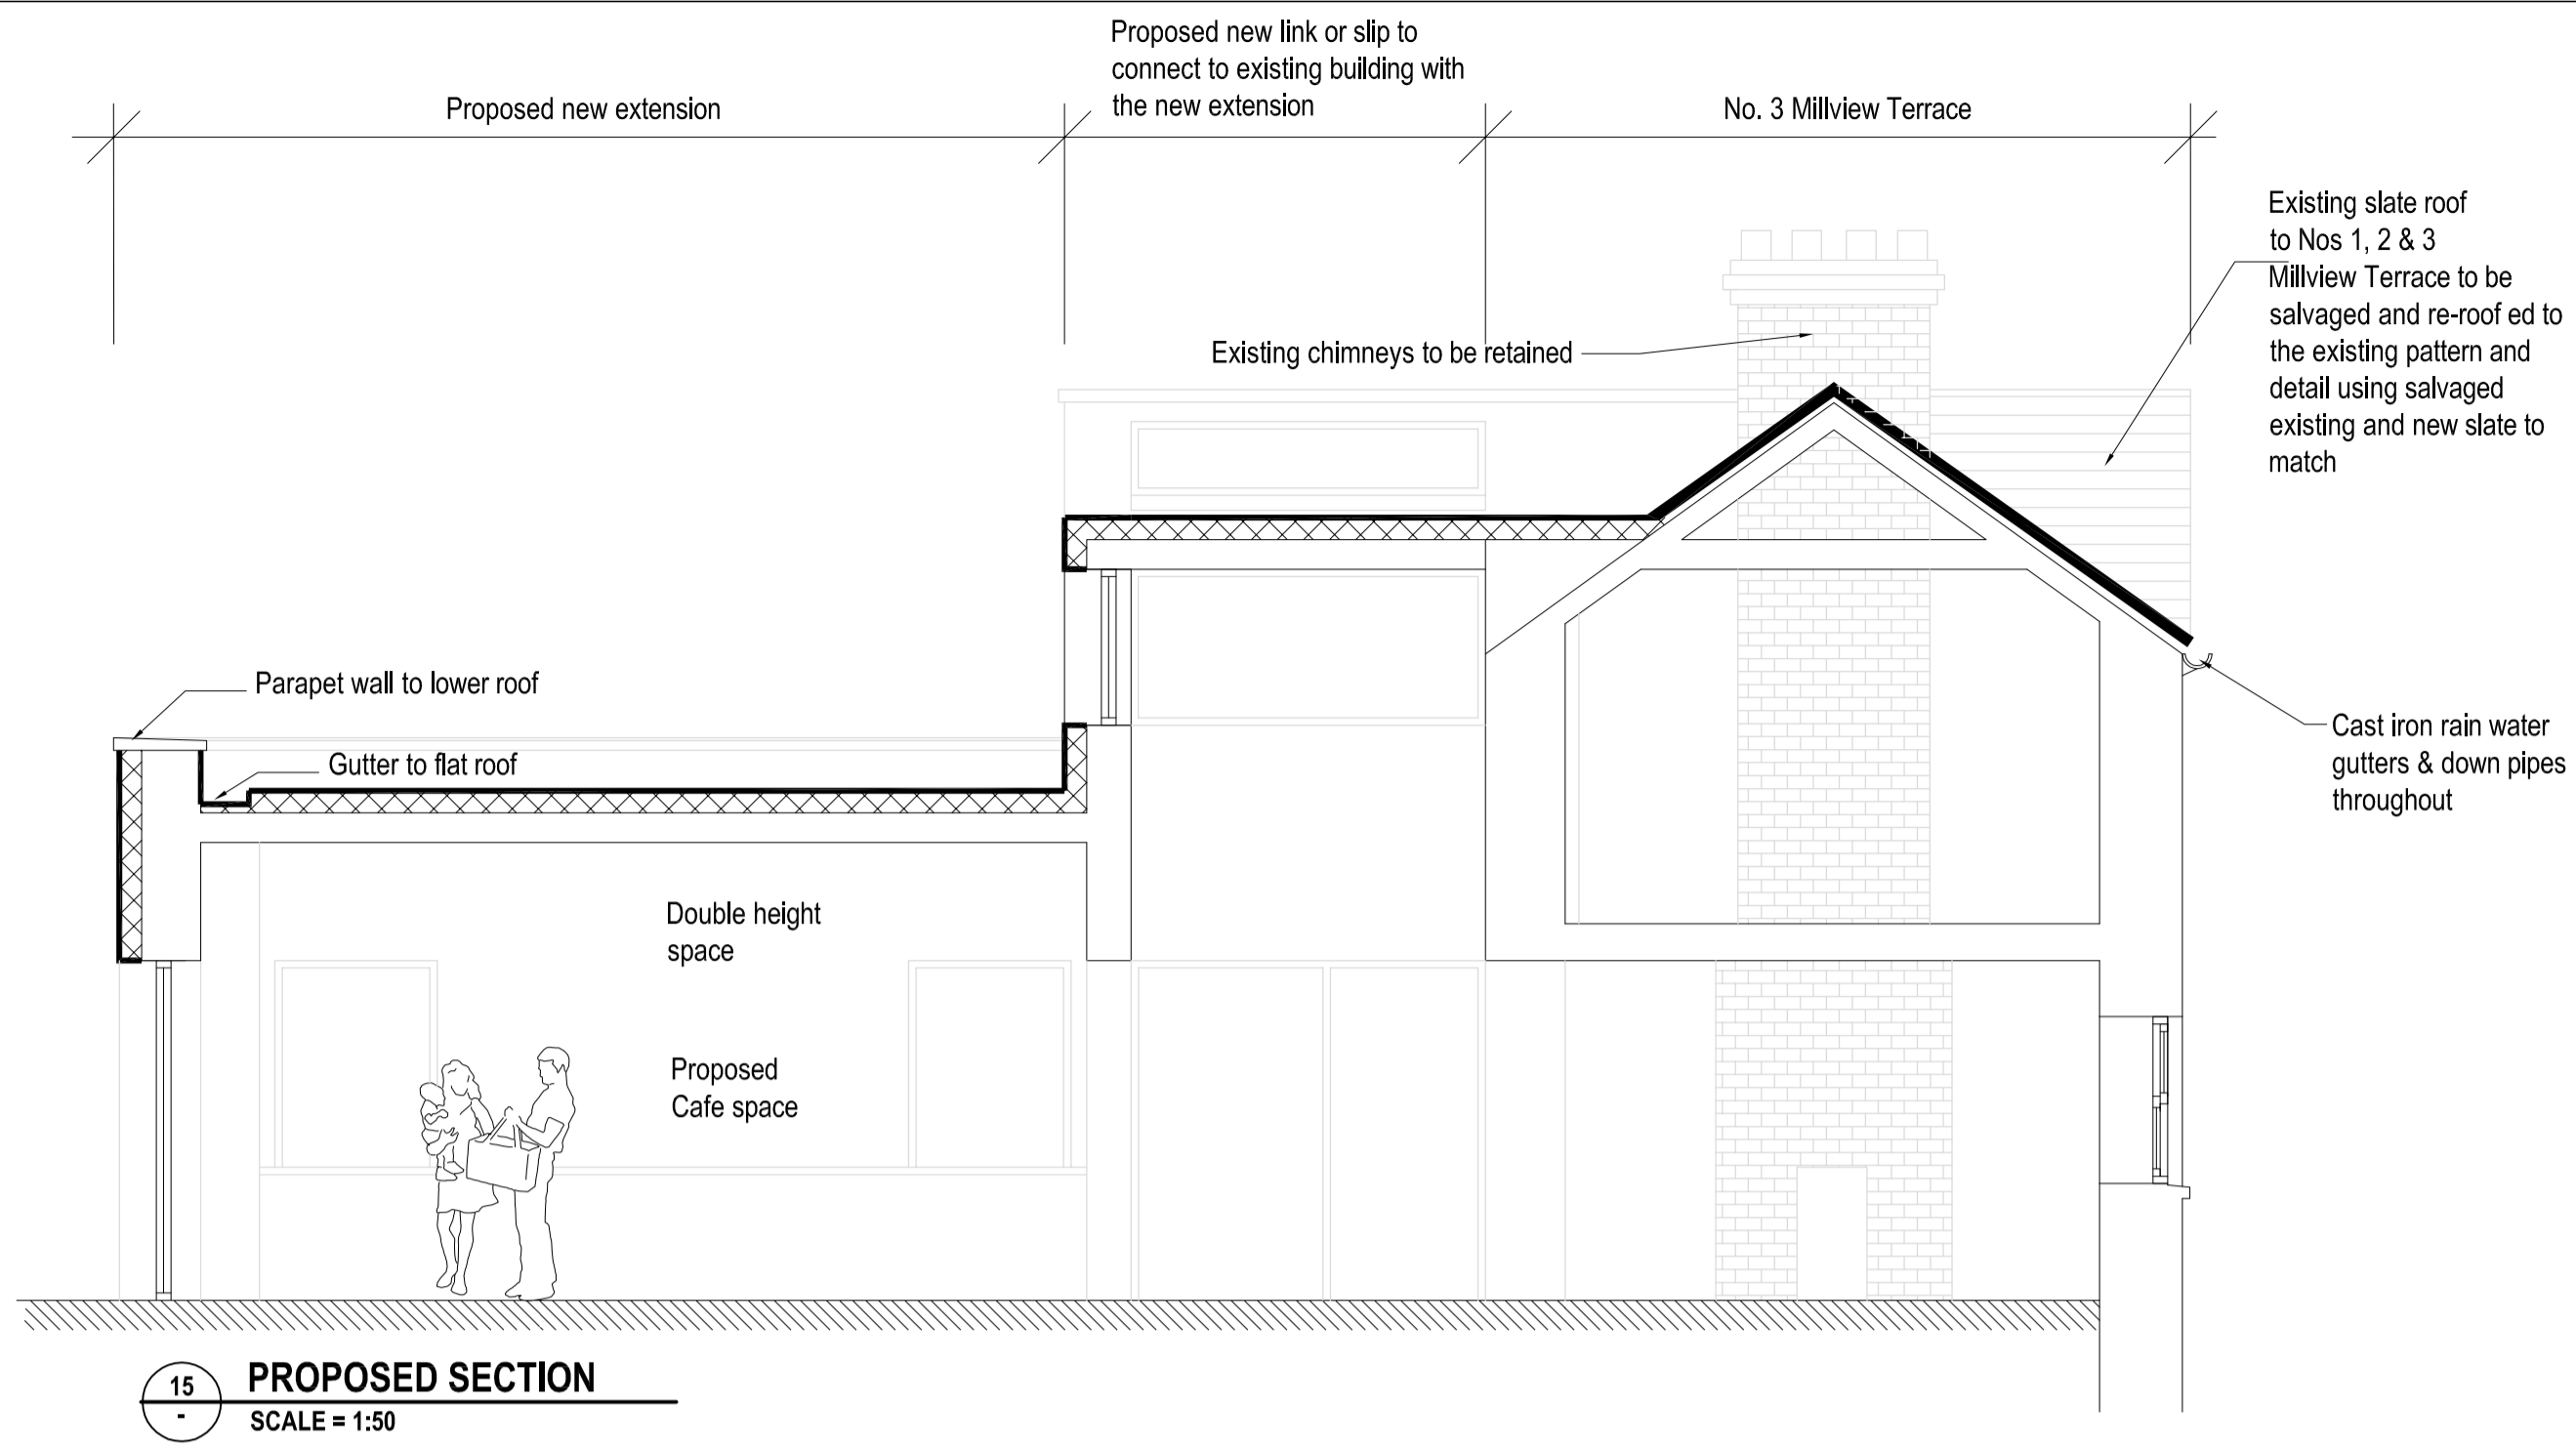 Proposed new link or slip to
connect to existing building with
the new extension
Proposed new extension
No. 3 Millview Terrace
Existing slate roof
to Nos 1, 2 & 3
Millview Terrace to be
salvaged and re-roof ed to
the existing pattern and
detail using salvaged
existing and new slate to
match
Existing chimneys to be retained
Parapet wall to lower roof
Gutter to flat roof
Cast iron rain water
gutters & down pipes
throughout
Double height
space
Proposed
Cafe space
15
-
PROPOSED SECTION
SCALE = 1:50